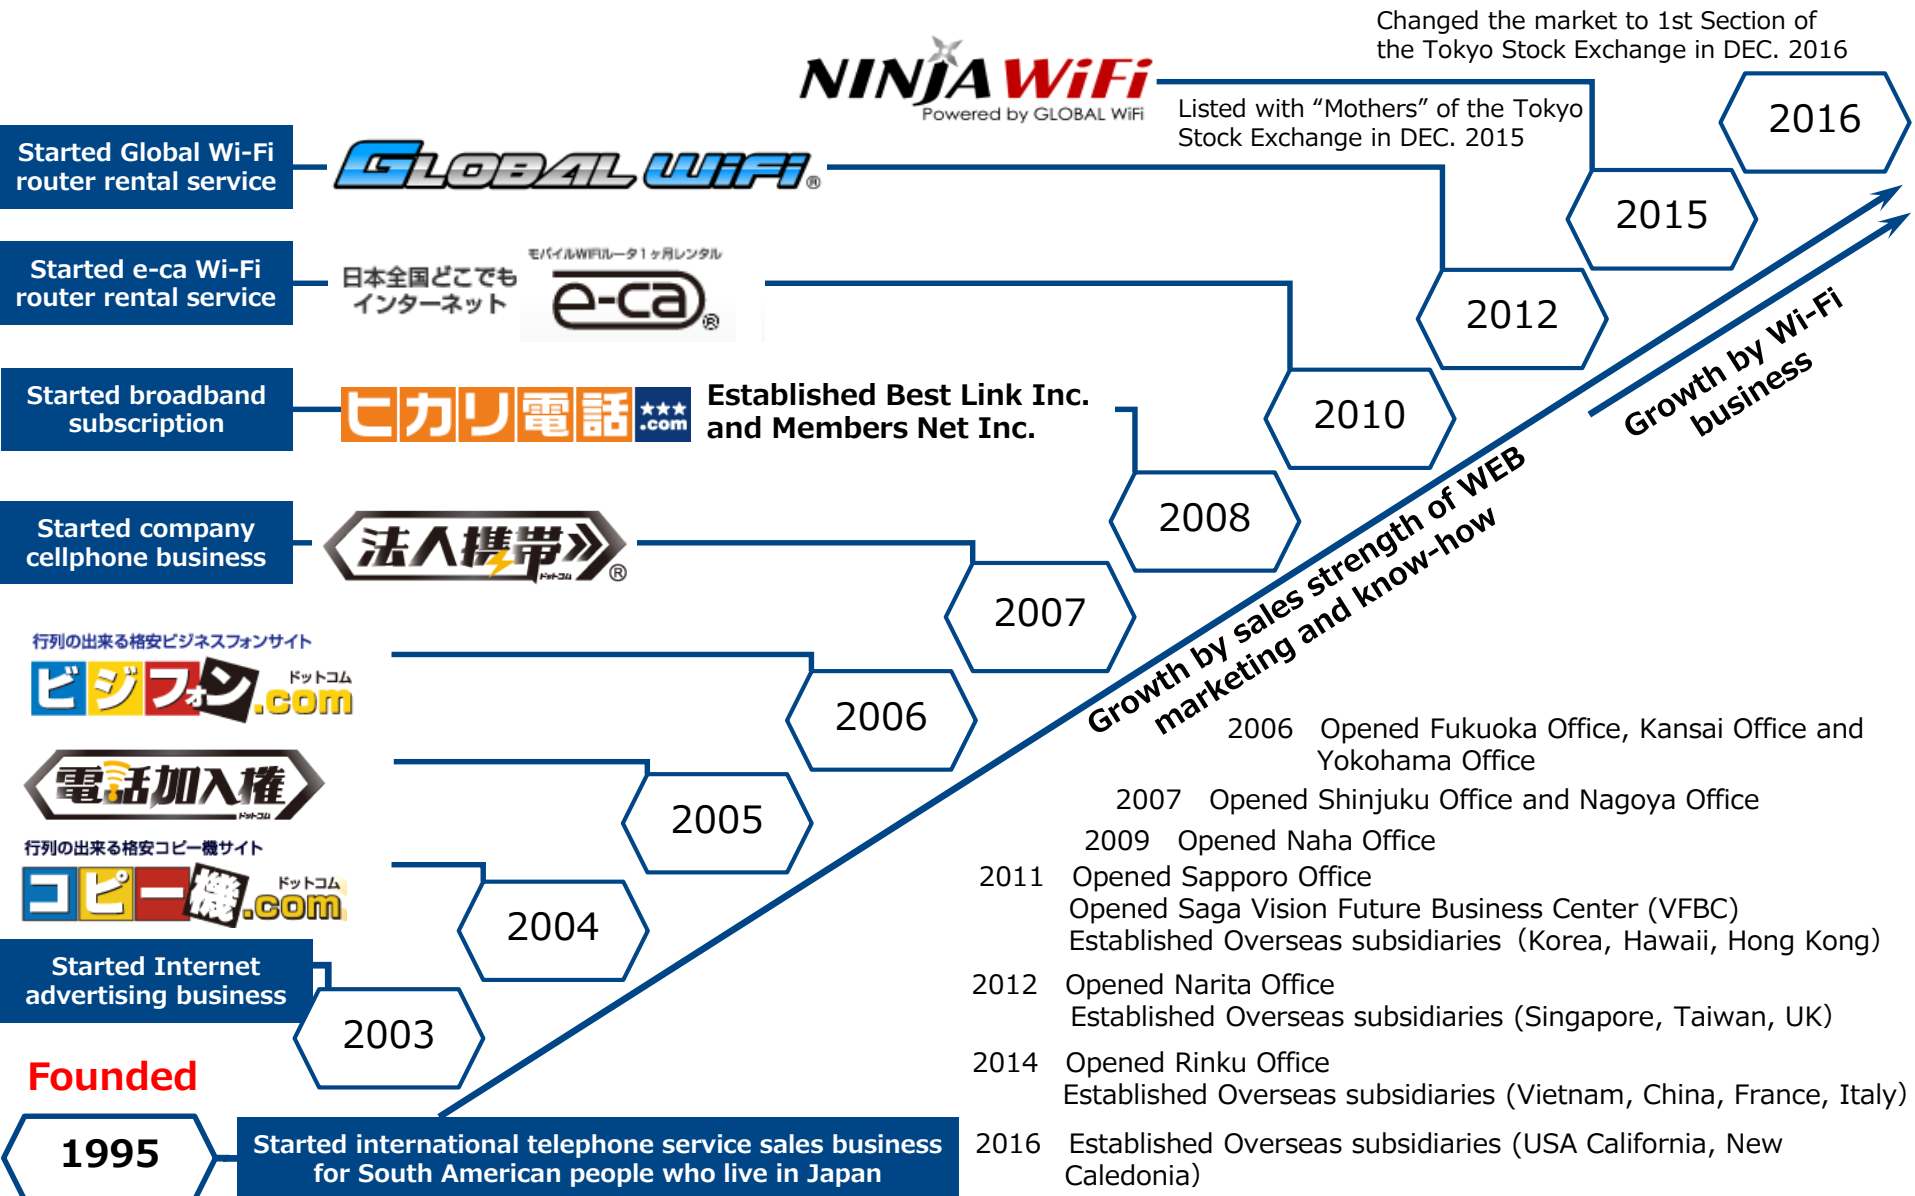 Changed the market to 1st Section of
the Tokyo Stock Exchange in DEC. 2016
NINJA WiFi
Powered by GLOBAL WiFi
Listed with “Mothers” of the Tokyo
Stock Exchange in DEC. 2015
2016
Started Global Wi-Fi
router rental service
GLOBAL WiFi®
2015
Started e-ca Wi-Fi
router rental service
日本全国どこでも
インターネット
モバイルWIFIルータ1ヶ月レンタル
e-ca®
2012
Growth by Wi-Fi
business
Started broadband
subscription
ヒカリ電話
★★★
.com
Established Best Link Inc.
and Members Net Inc.
2010
Growth by sales strength of WEB
marketing and know-how
Started company
cellphone business
法人携帯
ドットコム
®
2008
2007
行列の出来る格安ビジネスフォンサイト
ビジフォン.com
ドットコム
2006
電話加入権
ドットコム
2005
行列の出来る格安コピー機サイト
コピー機.com
ドットコム
2004
Started Internet
advertising business
2003
Founded
1995
Started international telephone service sales business
for South American people who live in Japan
2006 Opened Fukuoka Office, Kansai Office and
Yokohama Office
2007 Opened Shinjuku Office and Nagoya Office
2009 Opened Naha Office
2011 Opened Sapporo Office
Opened Saga Vision Future Business Center (VFBC)
Established Overseas subsidiaries（Korea, Hawaii, Hong Kong）
2012 Opened Narita Office
Established Overseas subsidiaries (Singapore, Taiwan, UK）
2014 Opened Rinku Office
Established Overseas subsidiaries (Vietnam, China, France, Italy）
2016 Established Overseas subsidiaries (USA California, New
Caledonia）